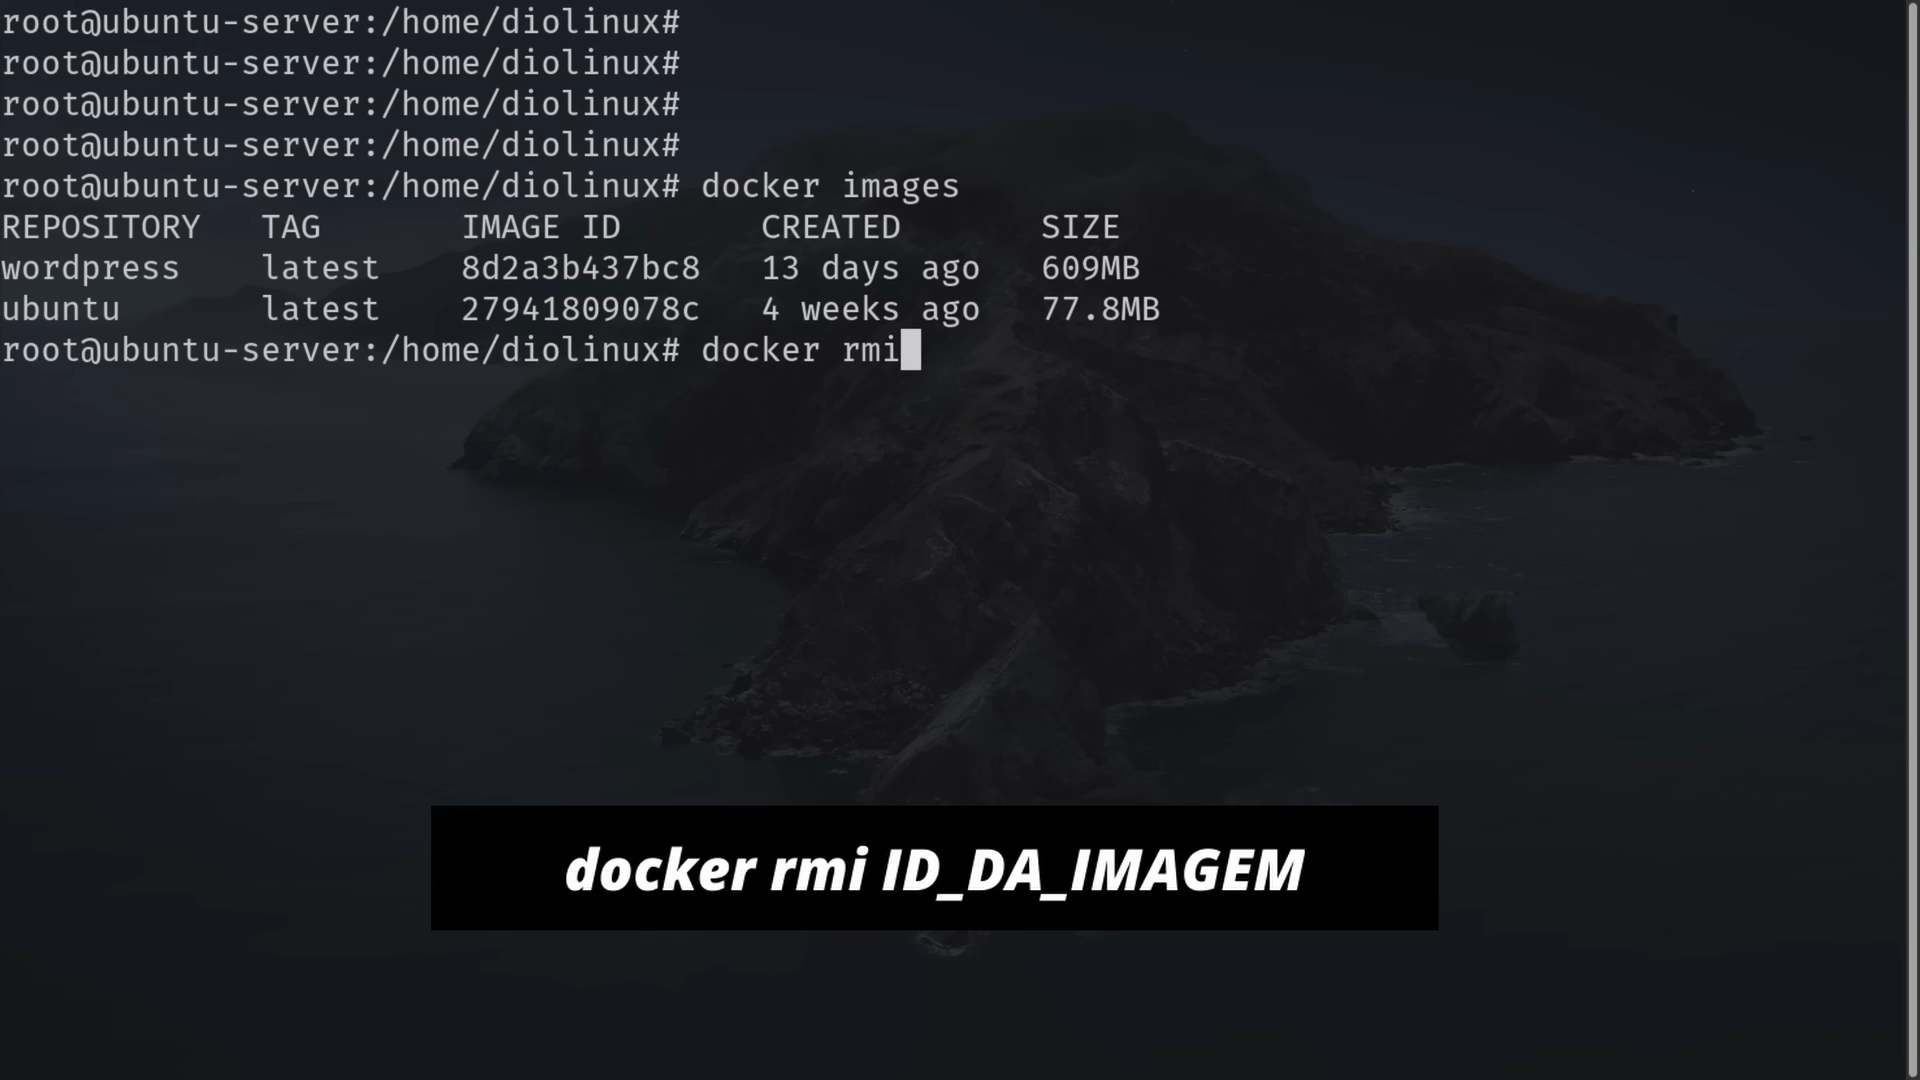 root@ubuntu-server:/home/diolinux#
root@ubuntu-server:/home/diolinux#
root@ubuntu-server:/home/diolinux#
root@ubuntu-server:/home/diolinux#
root@ubuntu-server:/home/diolinux# docker images
REPOSITORY   TAG       IMAGE ID       CREATED       SIZE
wordpress    latest    8d2a3b437bc8   13 days ago   609MB
ubuntu       latest    27941809078c   4 weeks ago   77.8MB
root@ubuntu-server:/home/diolinux# docker rmi
docker rmi ID_DA_IMAGEM